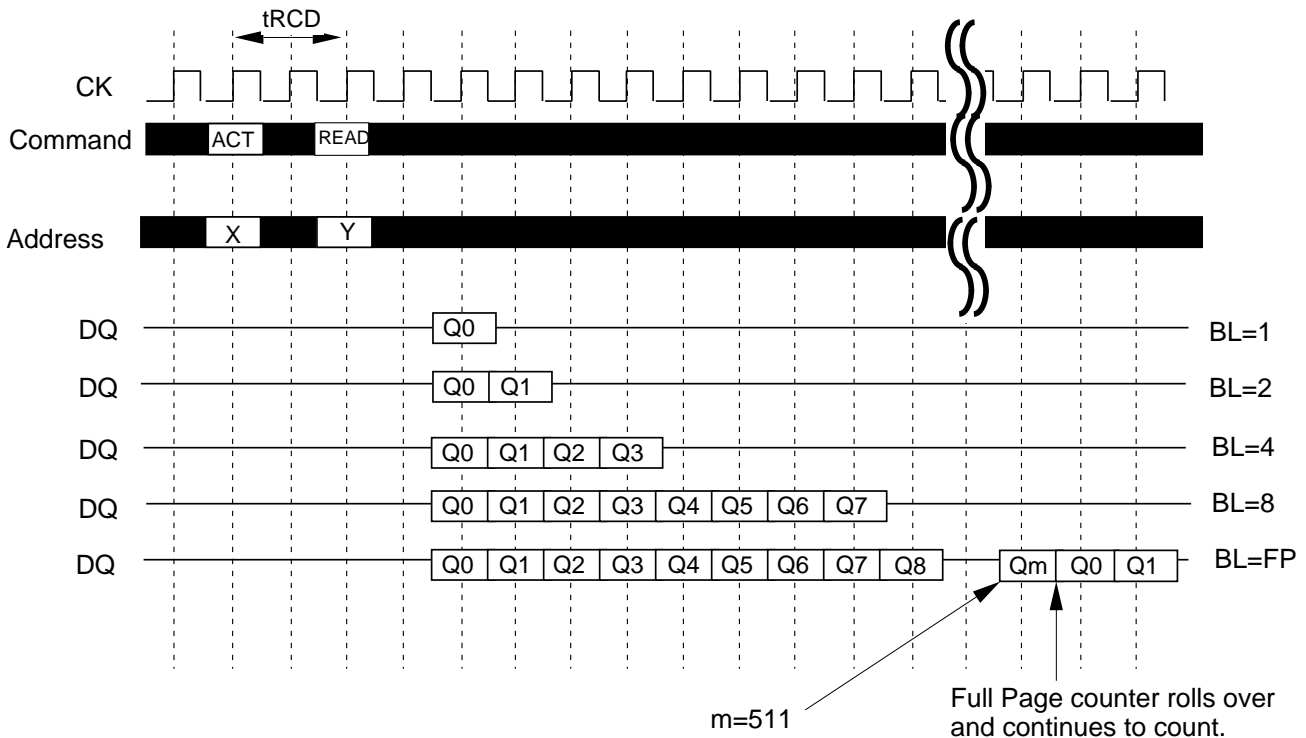 tRCD
CK
Command ACT READ
Address X Y
DQ Q0 BL=1
DQ Q0 Q1 BL=2
DQ Q0 Q1 Q2 Q3 BL=4
DQ Q0 Q1 Q2 Q3 Q4 Q5 Q6 Q7 BL=8
DQ Q0 Q1 Q2 Q3 Q4 Q5 Q6 Q7 Q8 Qm Q0 Q1 BL=FP
m=511
Full Page counter rolls over
and continues to count.